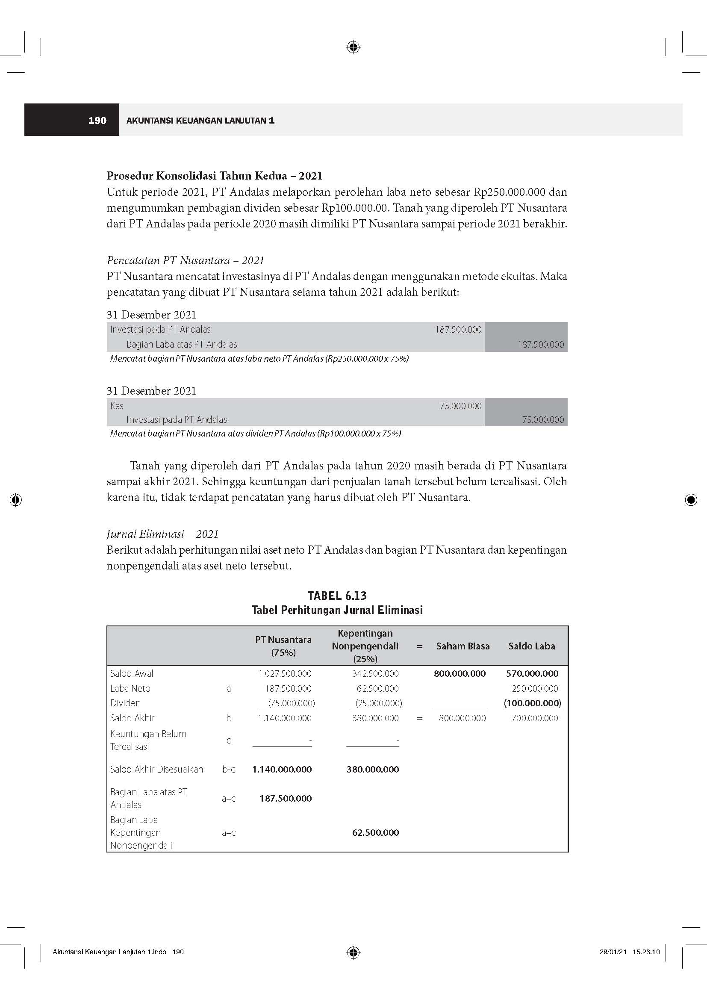 190 AKUNTANSI KEUANGAN LANJUTAN 1
Prosedur Konsolidasi Tahun Kedua – 2021
Untuk periode 2021, PT Andalas melaporkan perolehan laba neto sebesar Rp250.000.000 dan
mengumumkan pembagian dividen sebesar Rp100.000.00. Tanah yang diperoleh PT Nusantara
dari PT Andalas pada periode 2020 masih dimiliki PT Nusantara sampai periode 2021 berakhir.
Pencatatan PT Nusantara – 2021
PT Nusantara mencatat investasinya di PT Andalas dengan menggunakan metode ekuitas. Maka
pencatatan yang dibuat PT Nusantara selama tahun 2021 adalah berikut:
31 Desember 2021
Investasi pada PT Andalas 187.500.000
Bagian Laba atas PT Andalas 187.500.000
Mencatat bagian PT Nusantara atas laba neto PT Andalas (Rp250.000.000 x 75%)
31 Desember 2021
Kas 75.000.000
Investasi pada PT Andalas 75.000.000
Mencatat bagian PT Nusantara atas dividen PT Andalas (Rp100.000.000 x 75%)
Tanah yang diperoleh dari PT Andalas pada tahun 2020 masih berada di PT Nusantara
sampai akhir 2021. Sehingga keuntungan dari penjualan tanah tersebut belum terealisasi. Oleh
karena itu, tidak terdapat pencatatan yang harus dibuat oleh PT Nusantara.
Jurnal Eliminasi – 2021
Berikut adalah perhitungan nilai aset neto PT Andalas dan bagian PT Nusantara dan kepentingan
nonpengendali atas aset neto tersebut.
TABEL 6.13
Tabel Perhitungan Jurnal Eliminasi
PT Nusantara
(75%)
Kepentingan
Nonpengendali
(25%)
= Saham Biasa Saldo Laba
Saldo Awal 1.027.500.000 342.500.000 800.000.000 570.000.000
Laba Neto a 187.500.000 62.500.000 250.000.000
Dividen (75.000.000) (25.000.000) (100.000.000)
Saldo Akhir b 1.140.000.000 380.000.000 = 800.000.000 700.000.000
Keuntungan Belum
Terealisasi c - -
Saldo Akhir Disesuaikan b-c 1.140.000.000 380.000.000
Bagian Laba atas PT
Andalas a–c 187.500.000
Bagian Laba
Kepentingan a–c 62.500.000
Nonpengendali
Akuntansi Keuangan Lanjutan 1.indb 190 29/01/21 15:23:10